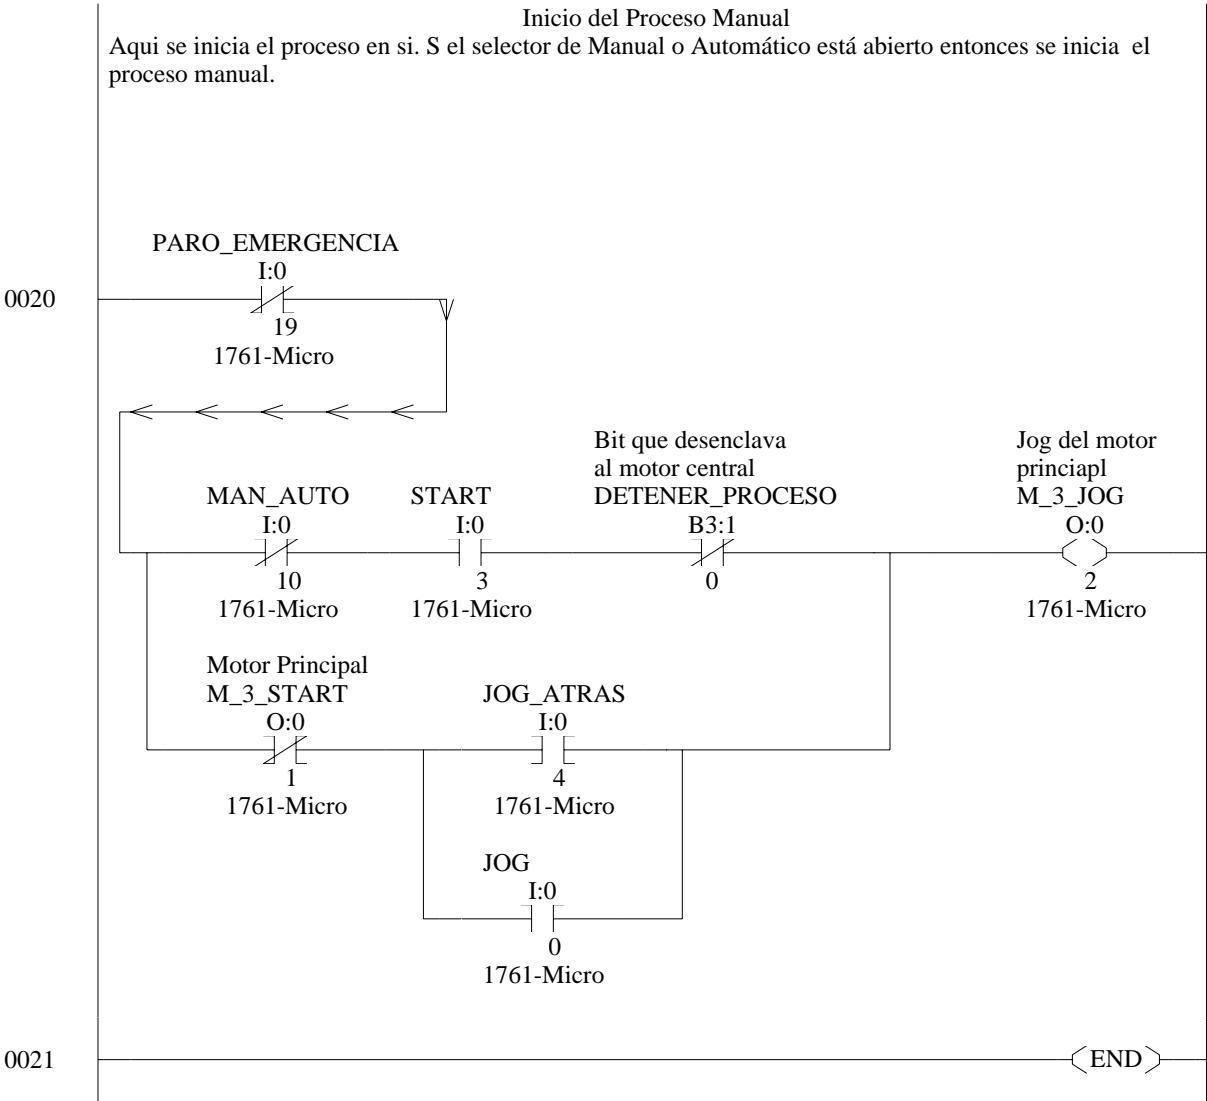 Inicio del Proceso Manual
Aqui se inicia el proceso en si. S el selector de Manual o Automático está abierto entonces se inicia el
proceso manual.
PARO_EMERGENCIA
I:0
0020
19
1761-Micro
Bit que desenclava
al motor central
DETENER_PROCESO
B3:1
0
Jog del motor
princiapl
M_3_JOG
O:0
2
1761-Micro
MAN_AUTO
I:0
10
1761-Micro
START
I:0
3
1761-Micro
Motor Principal
M_3_START
O:0
1
1761-Micro
JOG_ATRAS
I:0
4
1761-Micro
JOG
I:0
0
1761-Micro
0021
END